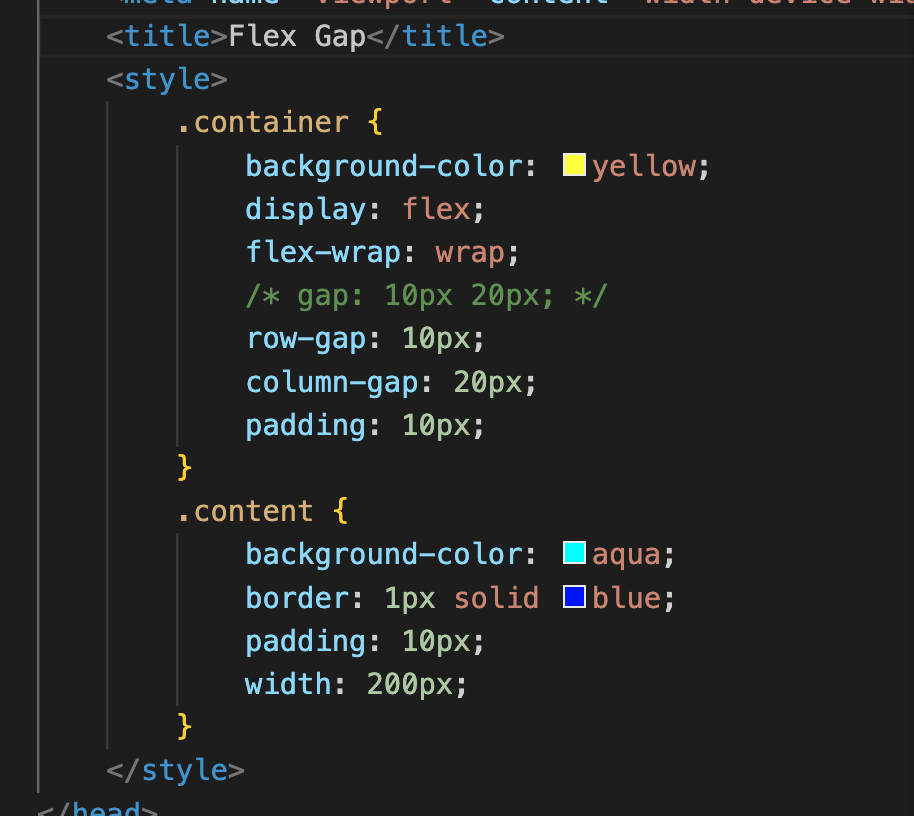 <meta name="viewport" content="width=device-wid
<title>Flex Gap</title>
<style>
.container {
background-color: yellow;
display: flex;
flex-wrap: wrap;
/* gap: 10px 20px; */
row-gap: 10px;
column-gap: 20px;
padding: 10px;
}
.content {
background-color: aqua;
border: 1px solid blue;
padding: 10px;
width: 200px;
}
</style>
</head>